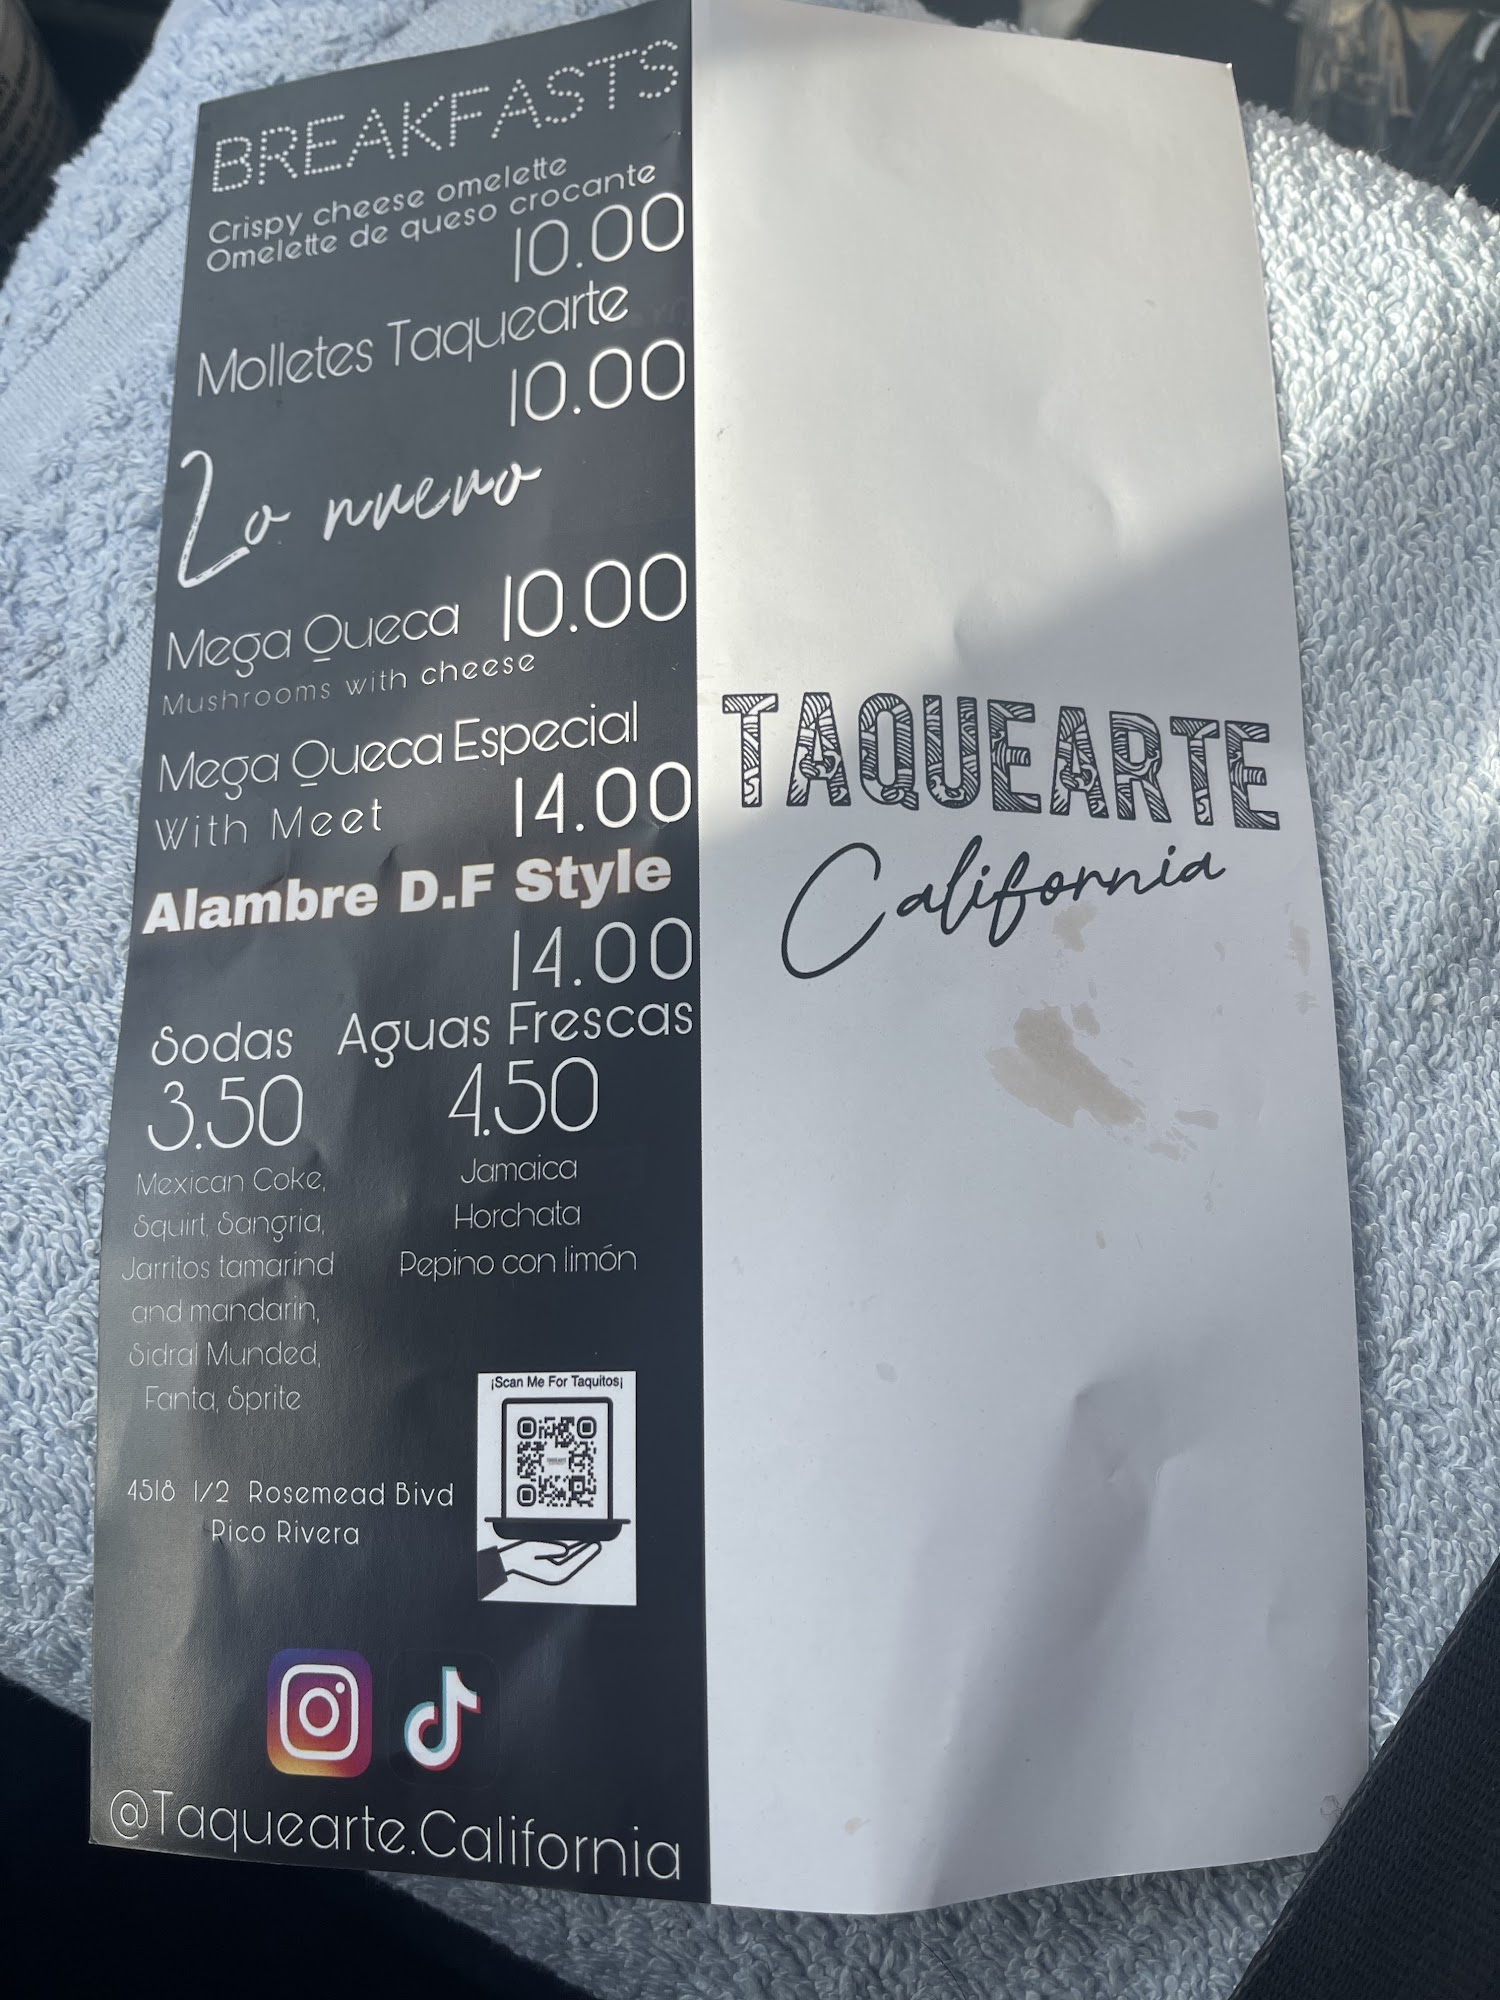 BREAKFASTS
Crispy cheese omelette
Omelette de queso crocante
10.00
Molletes Taquearte
10.00
Lo nuevo
Mega Queca 10.00
Mushrooms with cheese
Mega Queca Especial
With Meet 14.00
Alambre D.F Style
14.00
Sodas
3.50
Mexican Coke,
Squirt, Sangria,
Jarritos tamarind
and mandarin,
Sidral Munded,
Fanta, Sprite
Aguas Frescas
4.50
Jamaica
Horchata
Pepino con limón
¡Scan Me For Taquitos¡
4518 1/2 Rosemead Blvd
Pico Rivera
@Taquearte.California
TAQUEARTE
California